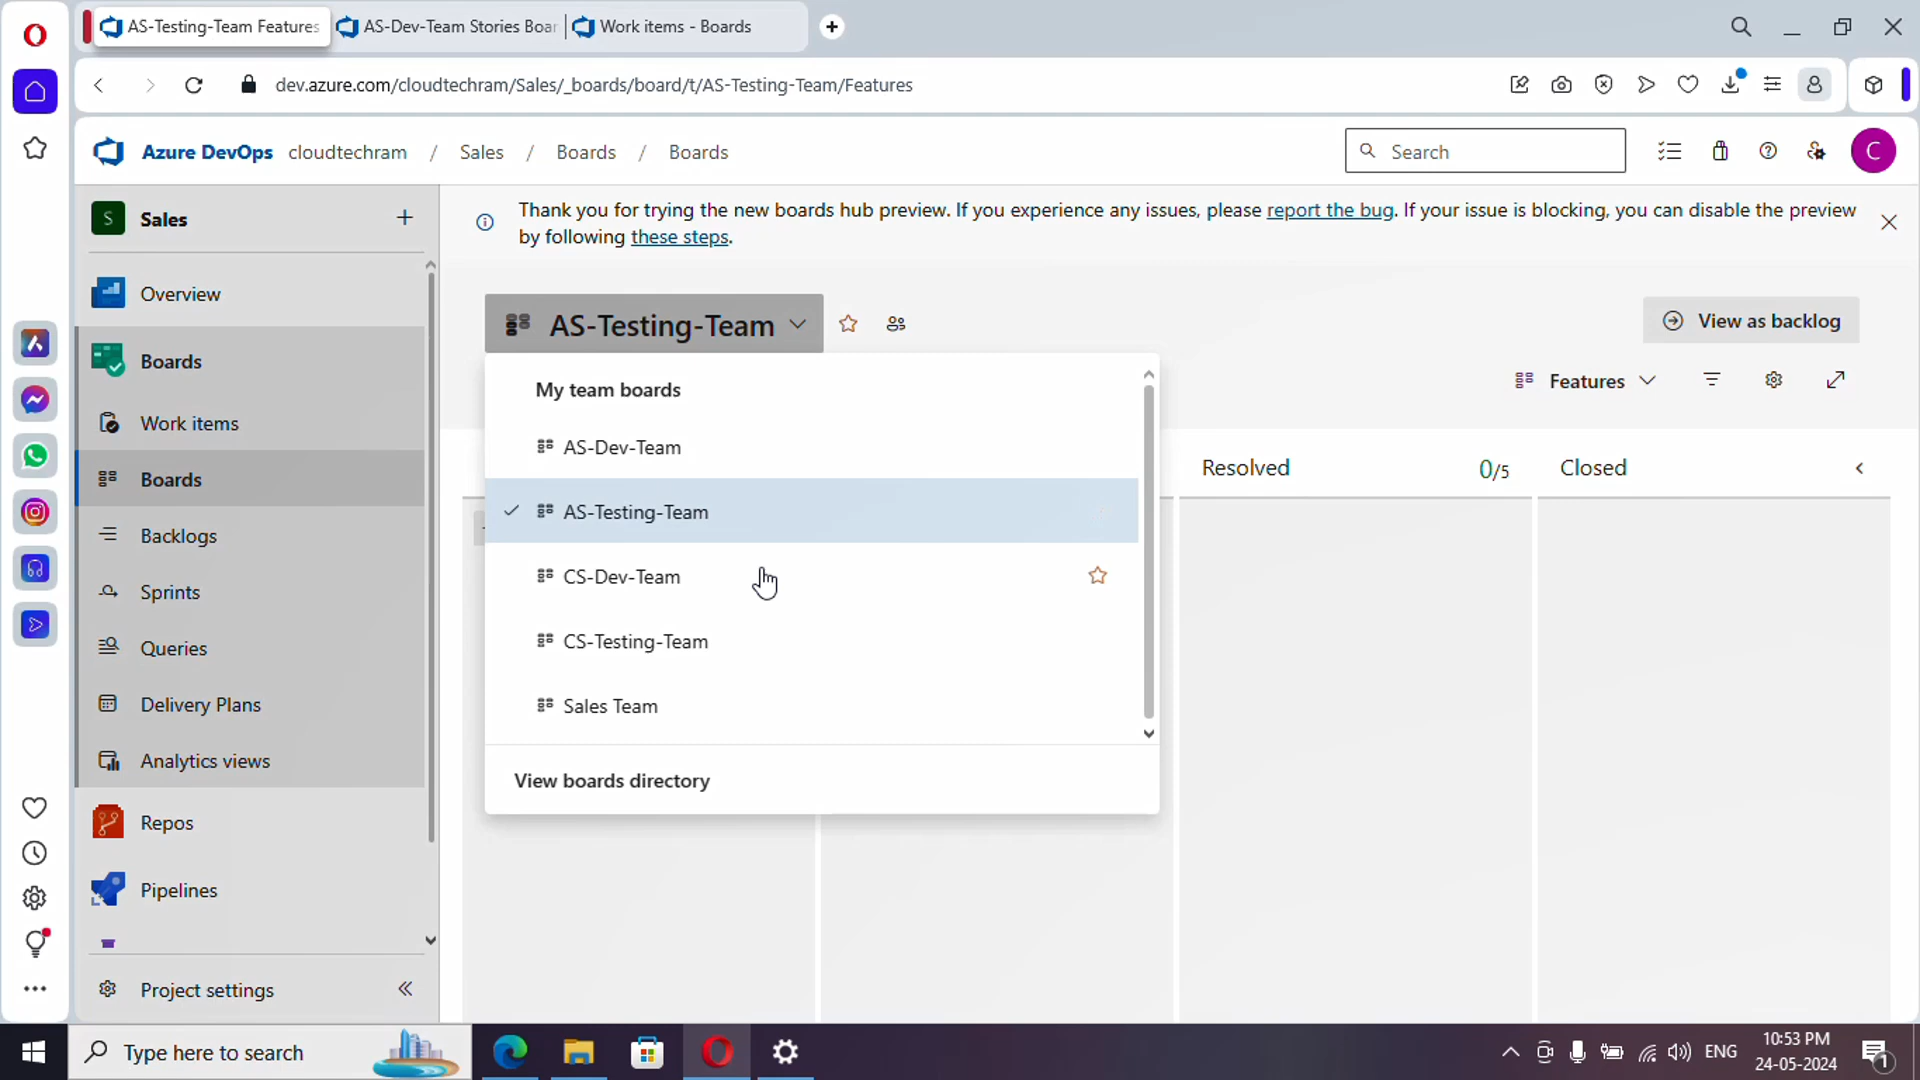 AS-Testing-Team Features
AS-Dev-Team Stories Boar
Work items - Boards
dev.azure.com/cloudtechram/Sales/_boards/board/t/AS-Testing-Team/Features
Azure DevOps cloudtechram / Sales / Boards / Boards
Search
C
S Sales
Thank you for trying the new boards hub preview. If you experience any issues, please report the bug. If your issue is blocking, you can disable the preview
by following these steps.
Overview
Boards
Work items
Boards
Backlogs
Sprints
Queries
Delivery Plans
Analytics views
Repos
Pipelines
Project settings
AS-Testing-Team
View as backlog
Features
My team boards
AS-Dev-Team
AS-Testing-Team
CS-Dev-Team
CS-Testing-Team
Sales Team
View boards directory
Resolved 0/5
Closed
Type here to search
ENG
10:53 PM
24-05-2024
1